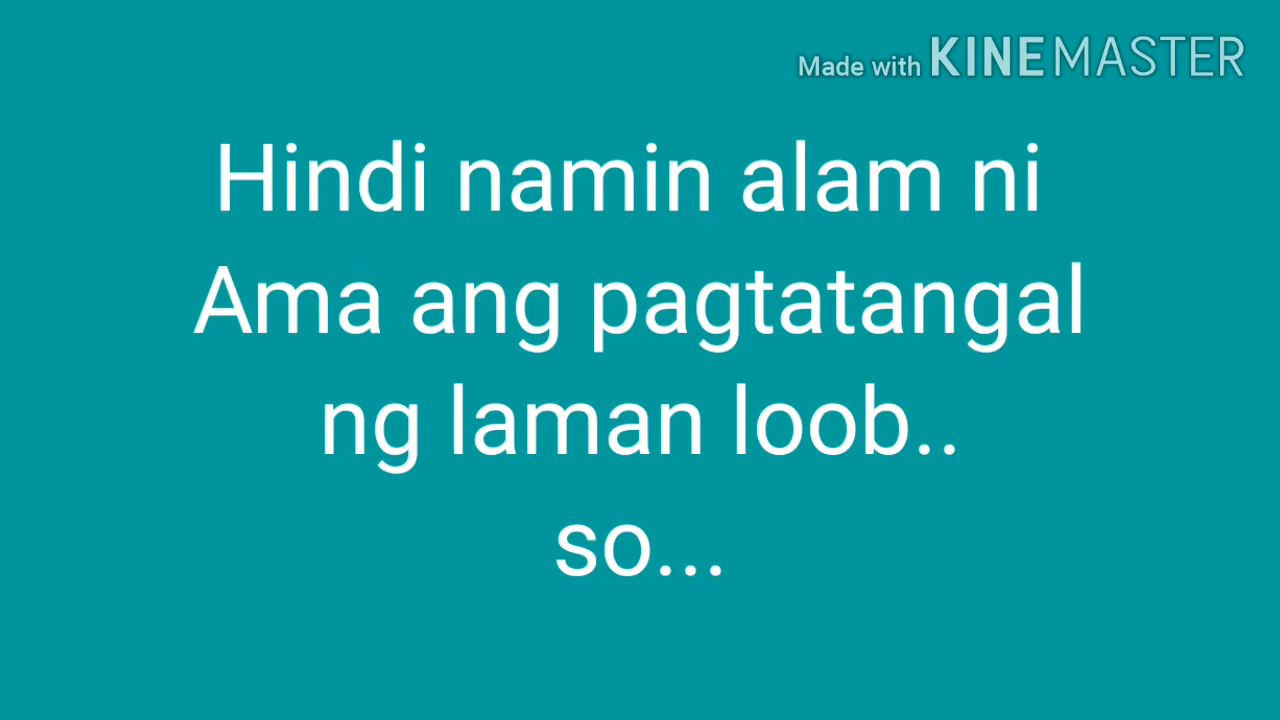 Made with KINEMASTER
Hindi namin alam ni
Ama ang pagtatangal
ng laman loob..
so...